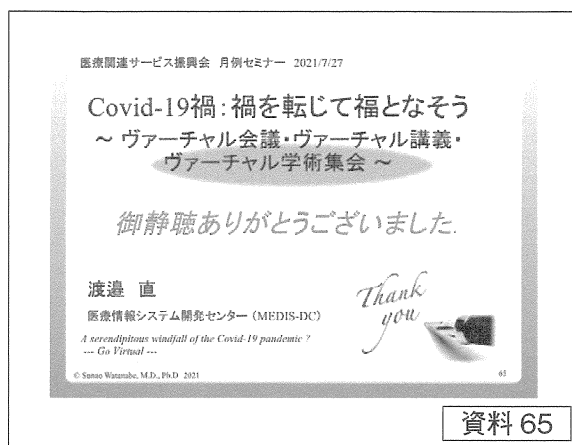 医療関連サービス振興会 月例セミナー 2021/7/27
Covid-19禍：禍を転じて福となそう
～ ヴァーチャル会議・ヴァーチャル講義・
ヴァーチャル学術集会 ～
御静聴ありがとうございました.
渡邉 直
医療情報システム開発センター（MEDIS-DC）
Thank
you
A serendipitous windfall of the Covid-19 pandemic ?
--- Go Virtual ---
© Sunao Watanabe, M.D., Ph.D 2021
65
資料 65